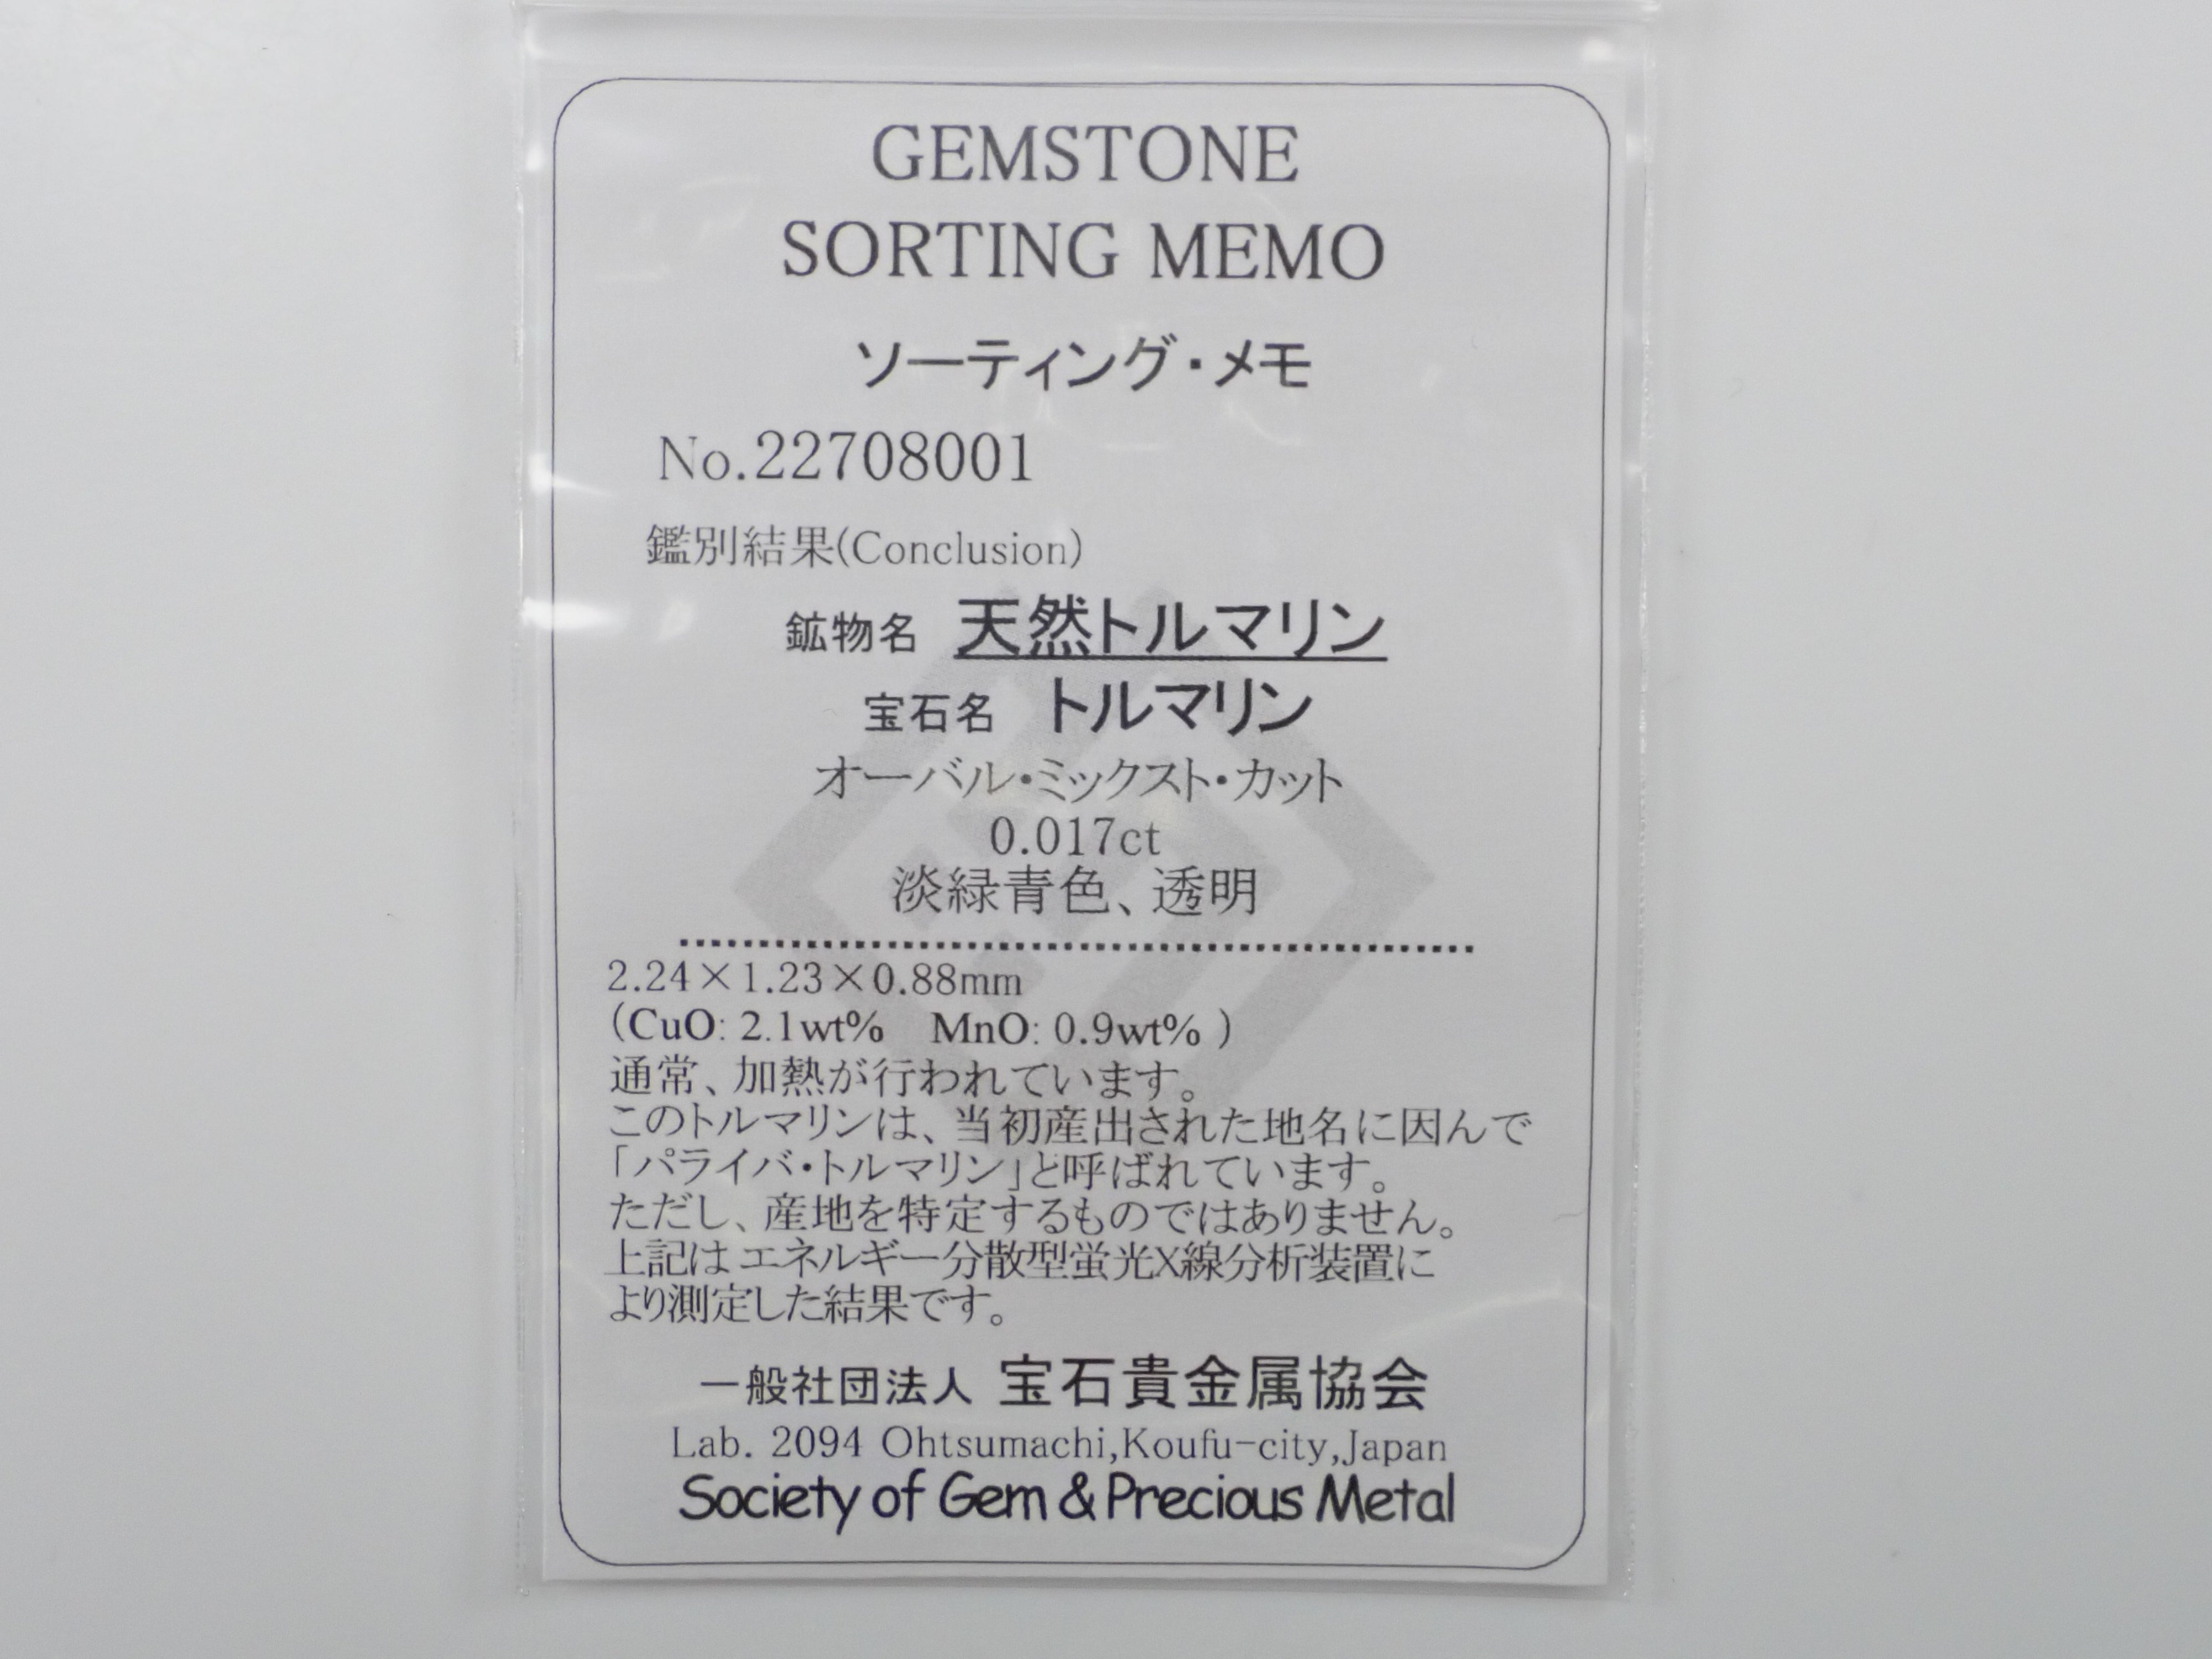 GEMSTONE
SORTING MEMO
ソーティング・メモ
No.22708001
鑑別結果(Conclusion)
鉱物名 天然トルマリン
宝石名 トルマリン
オーバル・ミックスト・カット
0.017ct
淡緑青色、透明
2.24×1.23×0.88mm
(CuO: 2.1wt% MnO: 0.9wt% )
通常、加熱が行われています。
このトルマリンは、当初産出された地名に因んで
「パライバ・トルマリン」と呼ばれています。
ただし、産地を特定するものではありません。
上記はエネルギー分散型蛍光X線分析装置に
より測定した結果です。
一般社団法人 宝石貴金属協会
Lab. 2094 Ohtsumachi,Koufu-city,Japan
Society of Gem & Precious Metal